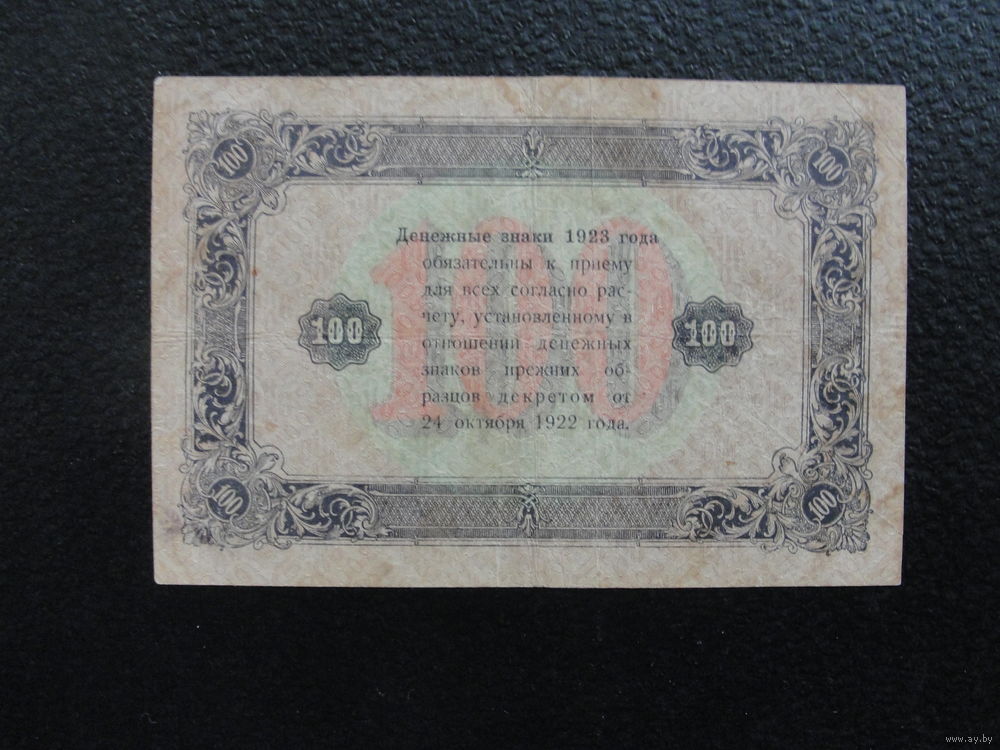 100 100
100
Денежные знаки 1923 года
обязательны к приему
для всех согласно рас-
чету, установленному в
отношении денежных
знаков прежних об-
разцов декретом от
24 октября 1922 года.
100 100
100 100
www.ay.by